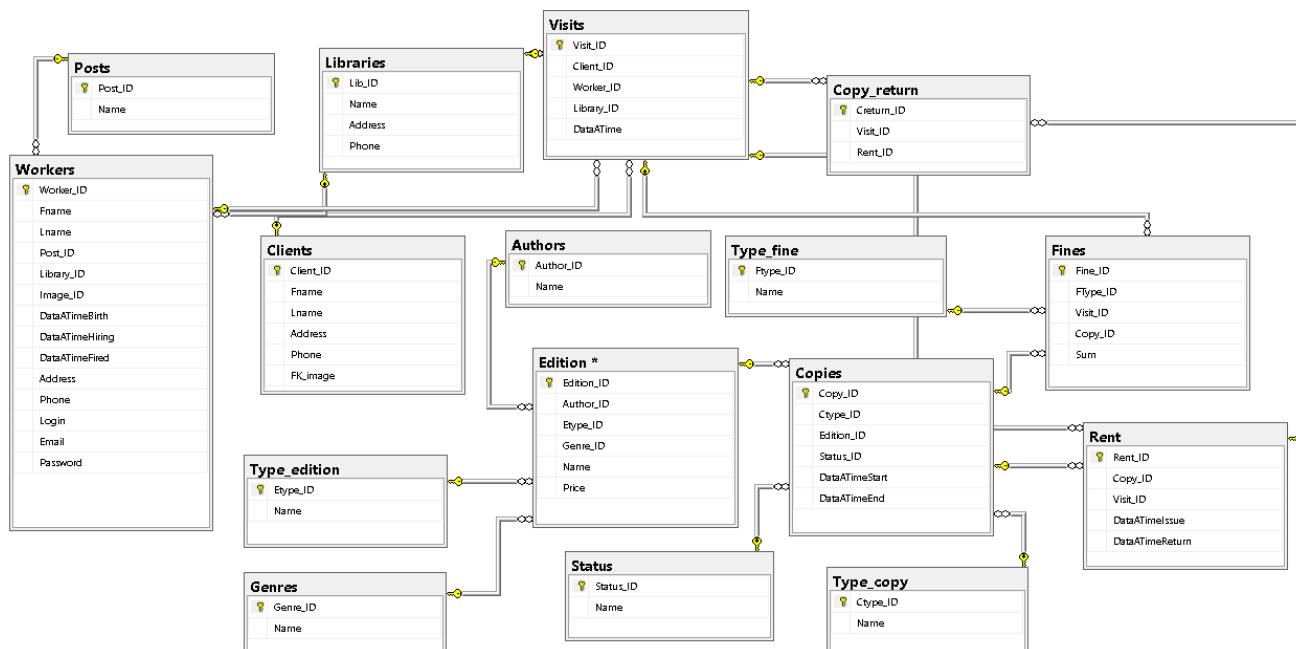 Posts
Post_ID
Name
Libraries
Lib_ID
Name
Address
Phone
Visits
Visit_ID
Client_ID
Worker_ID
Library_ID
DataATime
Copy_return
Creturn_ID
Visit_ID
Rent_ID
Workers
Worker_ID
Fname
Lname
Post_ID
Library_ID
Image_ID
DataATimeBirth
DataATimeHiring
DataATimeFired
Address
Phone
Login
Email
Password
Clients
Client_ID
Fname
Lname
Address
Phone
FK_image
Authors
Author_ID
Name
Type_fine
Ftype_ID
Name
Fines
Fine_ID
FType_ID
Visit_ID
Copy_ID
Sum
Edition *
Edition_ID
Author_ID
Etype_ID
Genre_ID
Name
Price
Copies
Copy_ID
Ctype_ID
Edition_ID
Status_ID
DataATimeStart
DataATimeEnd
Rent
Rent_ID
Copy_ID
Visit_ID
DataATimeIssue
DataATimeReturn
Type_edition
Etype_ID
Name
Genres
Genre_ID
Name
Status
Status_ID
Name
Type_copy
Ctype_ID
Name